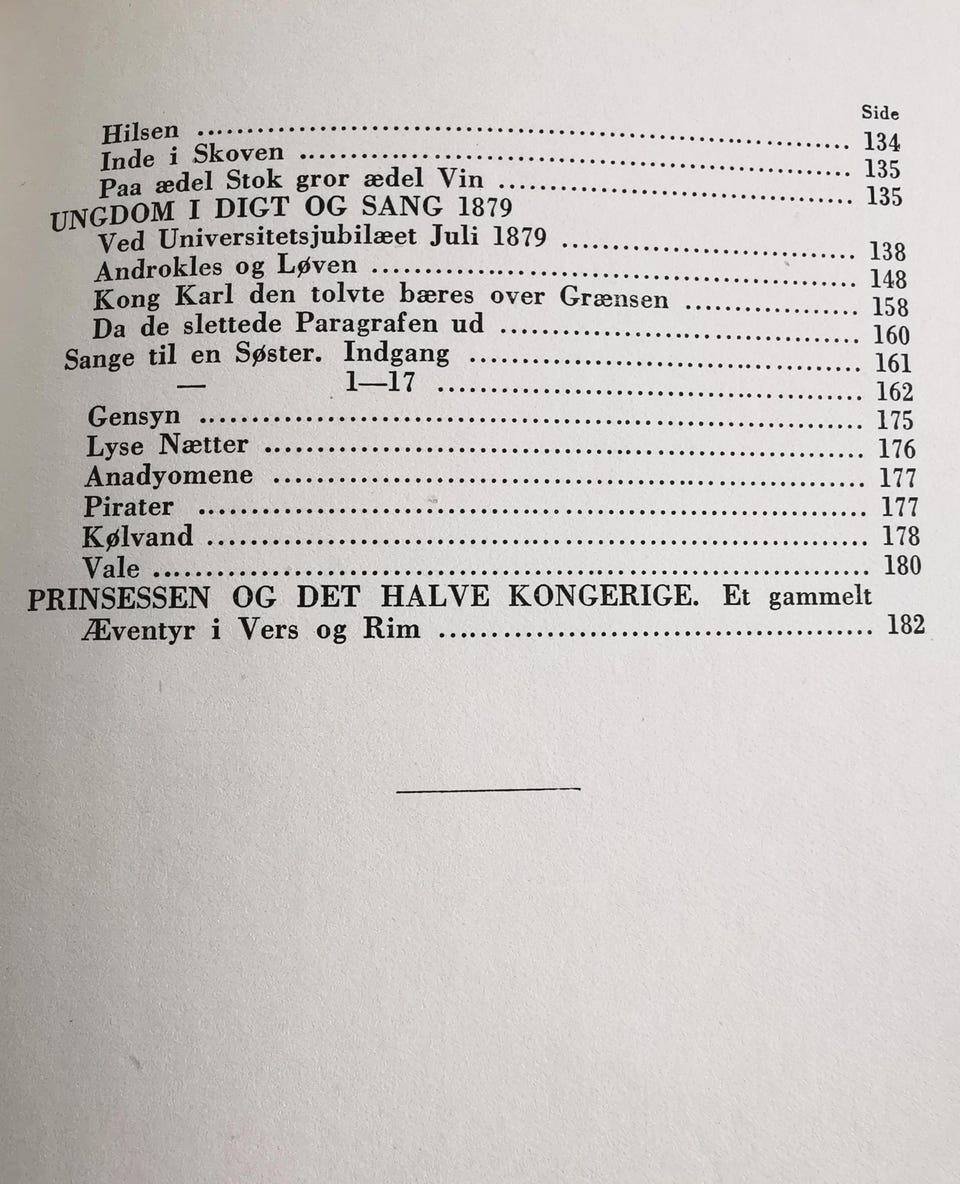 Side
Hilsen ........ 134
Inde i Skoven ........ 135
Paa ædel Stok gror ædel Vin ........ 135
UNGDOM I DIGT OG SANG 1879
Ved Universitetsjubilæet Juli 1879 ........ 138
Androkles og Løven ........ 148
Kong Karl den tolvte bæres over Grænsen ........ 158
Da de slettede Paragrafen ud ........ 160
Sange til en Søster. Indgang ........ 161
— 1—17 ........ 162
Gensyn ........ 175
Lyse Nætter ........ 176
Anadyomene ........ 177
Pirater ........ 177
Kølvand ........ 178
Vale ........ 180
PRINSESSEN OG DET HALVE KONGERIGE. Et gammelt
Æventyr i Vers og Rim ........ 182